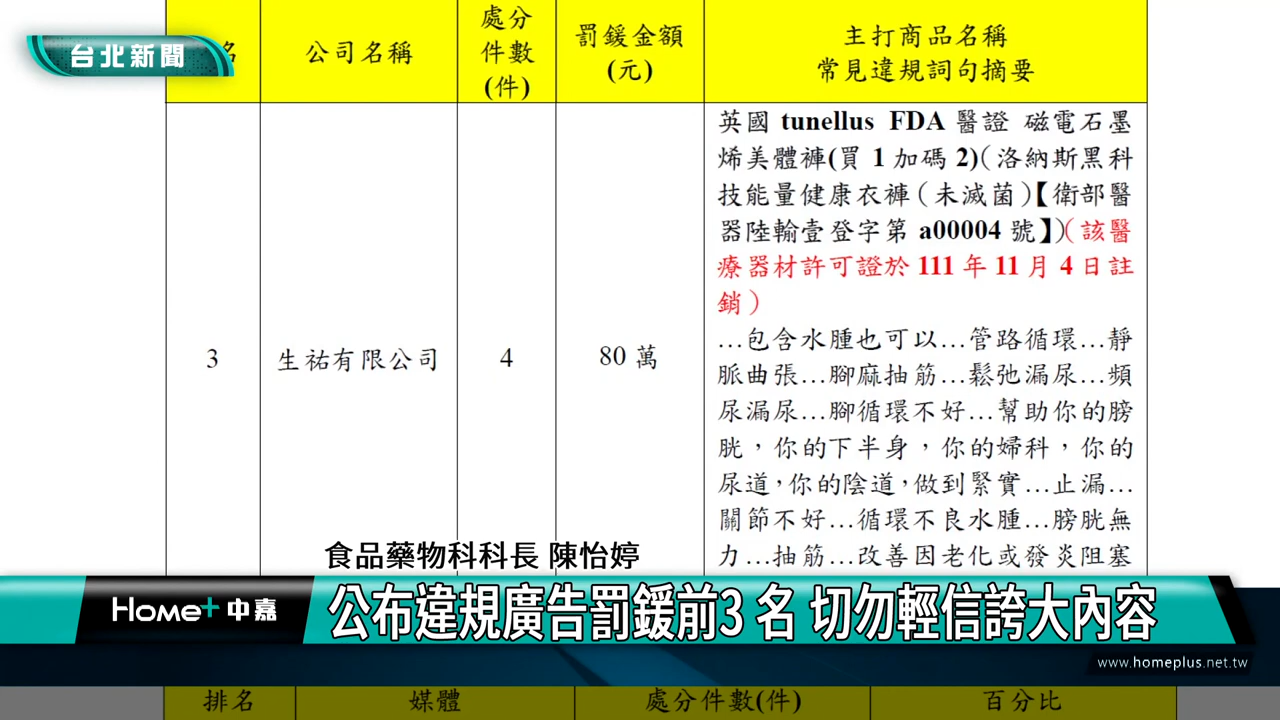 台北新聞
名
公司名稱
處分
件數
(件)
罰鍰金額
(元)
主打商品名稱
常見違規詞句摘要
3
生祐有限公司
4
80 萬
英國 tunellus FDA 醫證 磁電石墨
烯美體褲(買 1 加碼 2)(洛納斯黑科
技能量健康衣褲(未滅菌)【衛部醫
器陸輸壹登字第 a00004 號】)(該醫
療器材許可證於 111 年 11 月 4 日註
銷)
…包含水腫也可以…管路循環…靜
脈曲張…腳麻抽筋…鬆弛漏尿…頻
尿漏尿…腳循環不好…幫助你的膀
胱，你的下半身，你的婦科，你的
尿道，你的陰道，做到緊實…止漏…
關節不好…循環不良水腫…膀胱無
力…抽筋…改善因老化或發炎阻塞
食品藥物科科長 陳怡婷
Home+ 中嘉
公布違規廣告罰鍰前3 名 切勿輕信誇大內容
www.homeplus.net.tw
排名
媒體
處分件數(件)
百分比